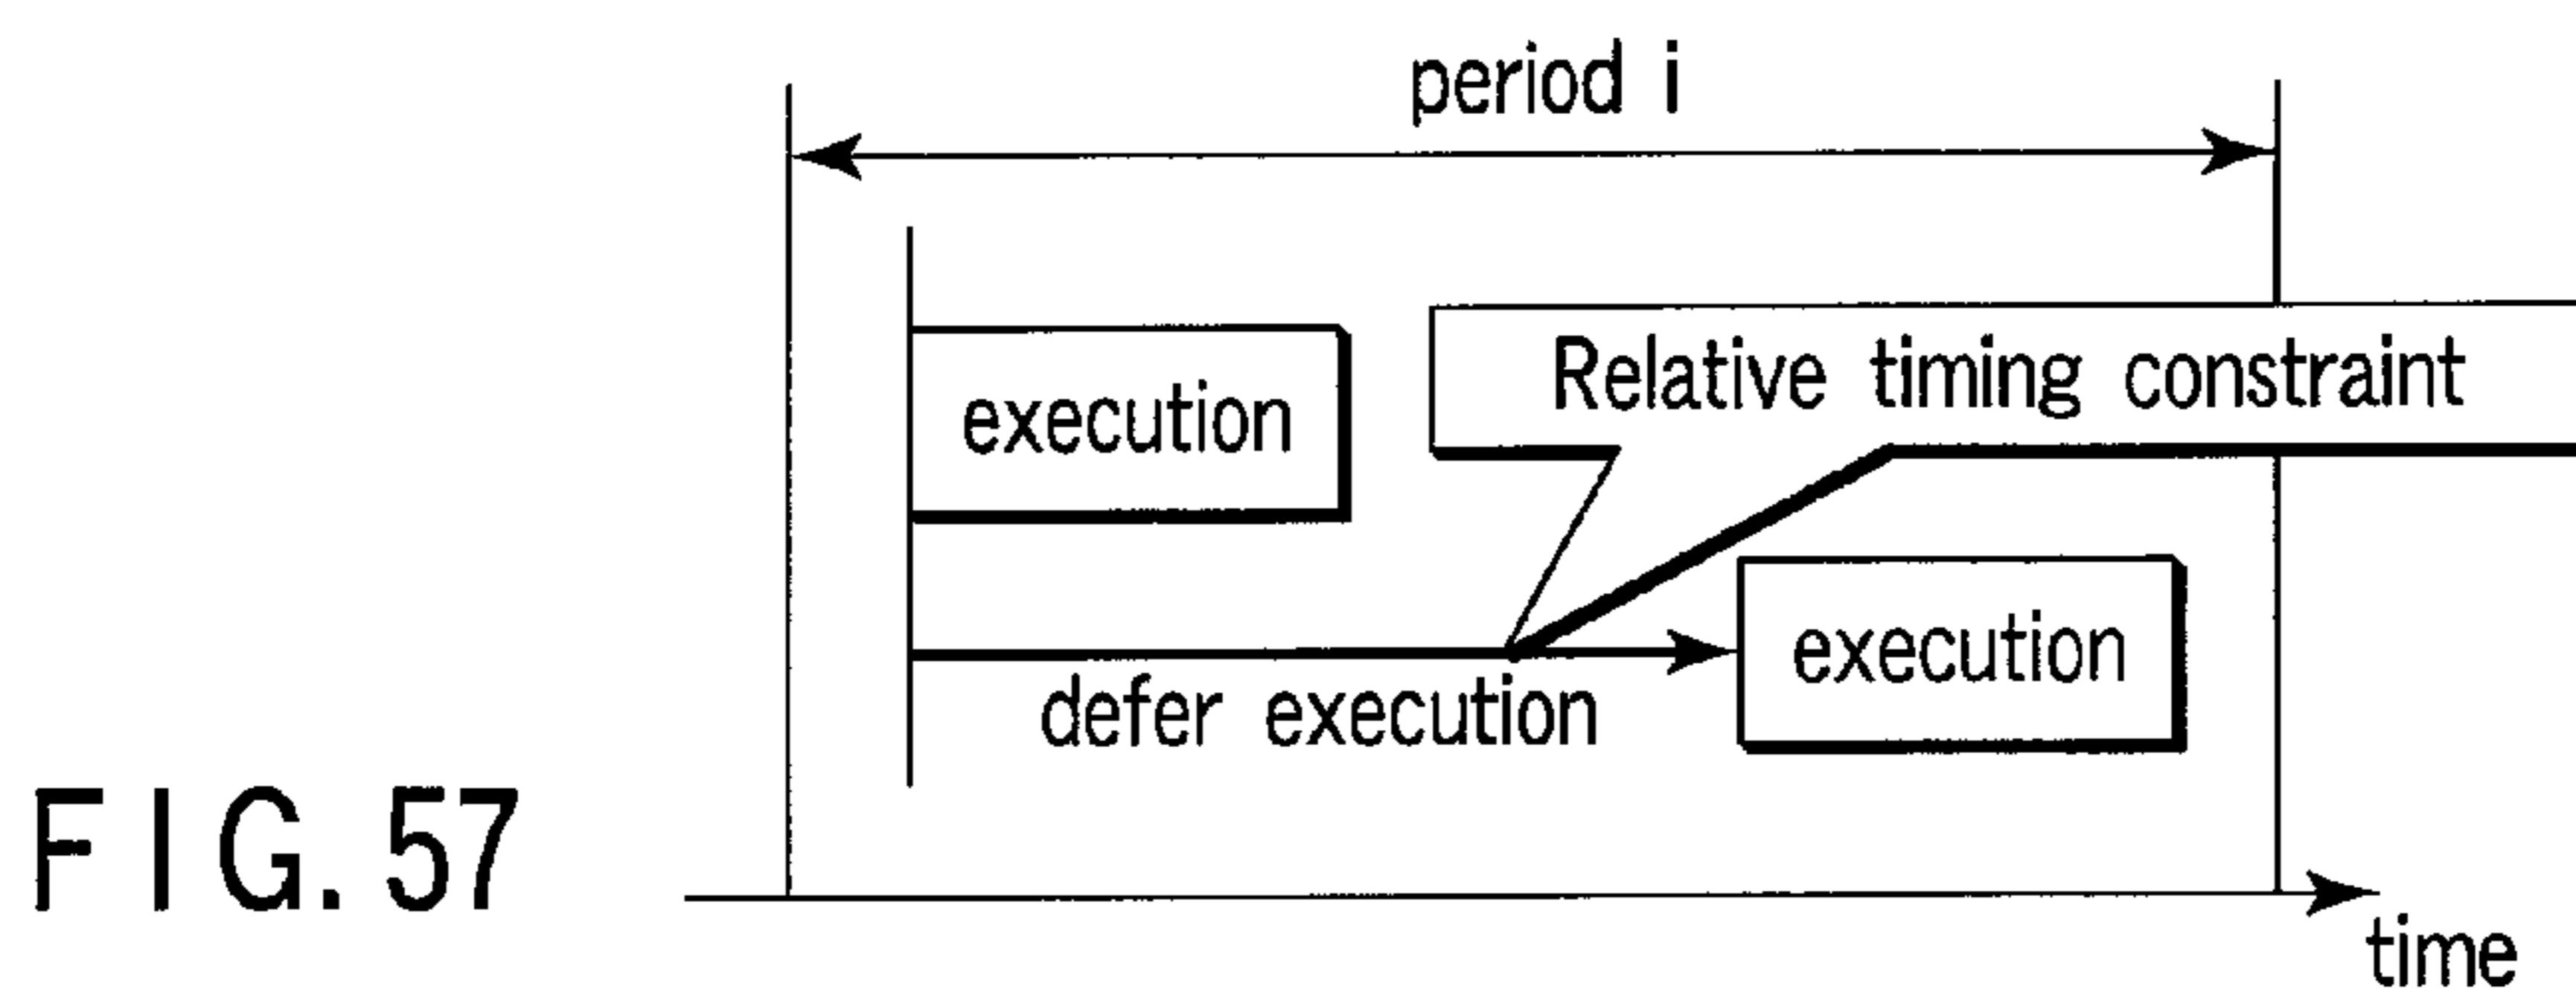 period i
Relative timing constraint
execution
execution
defer execution
FIG. 57
time